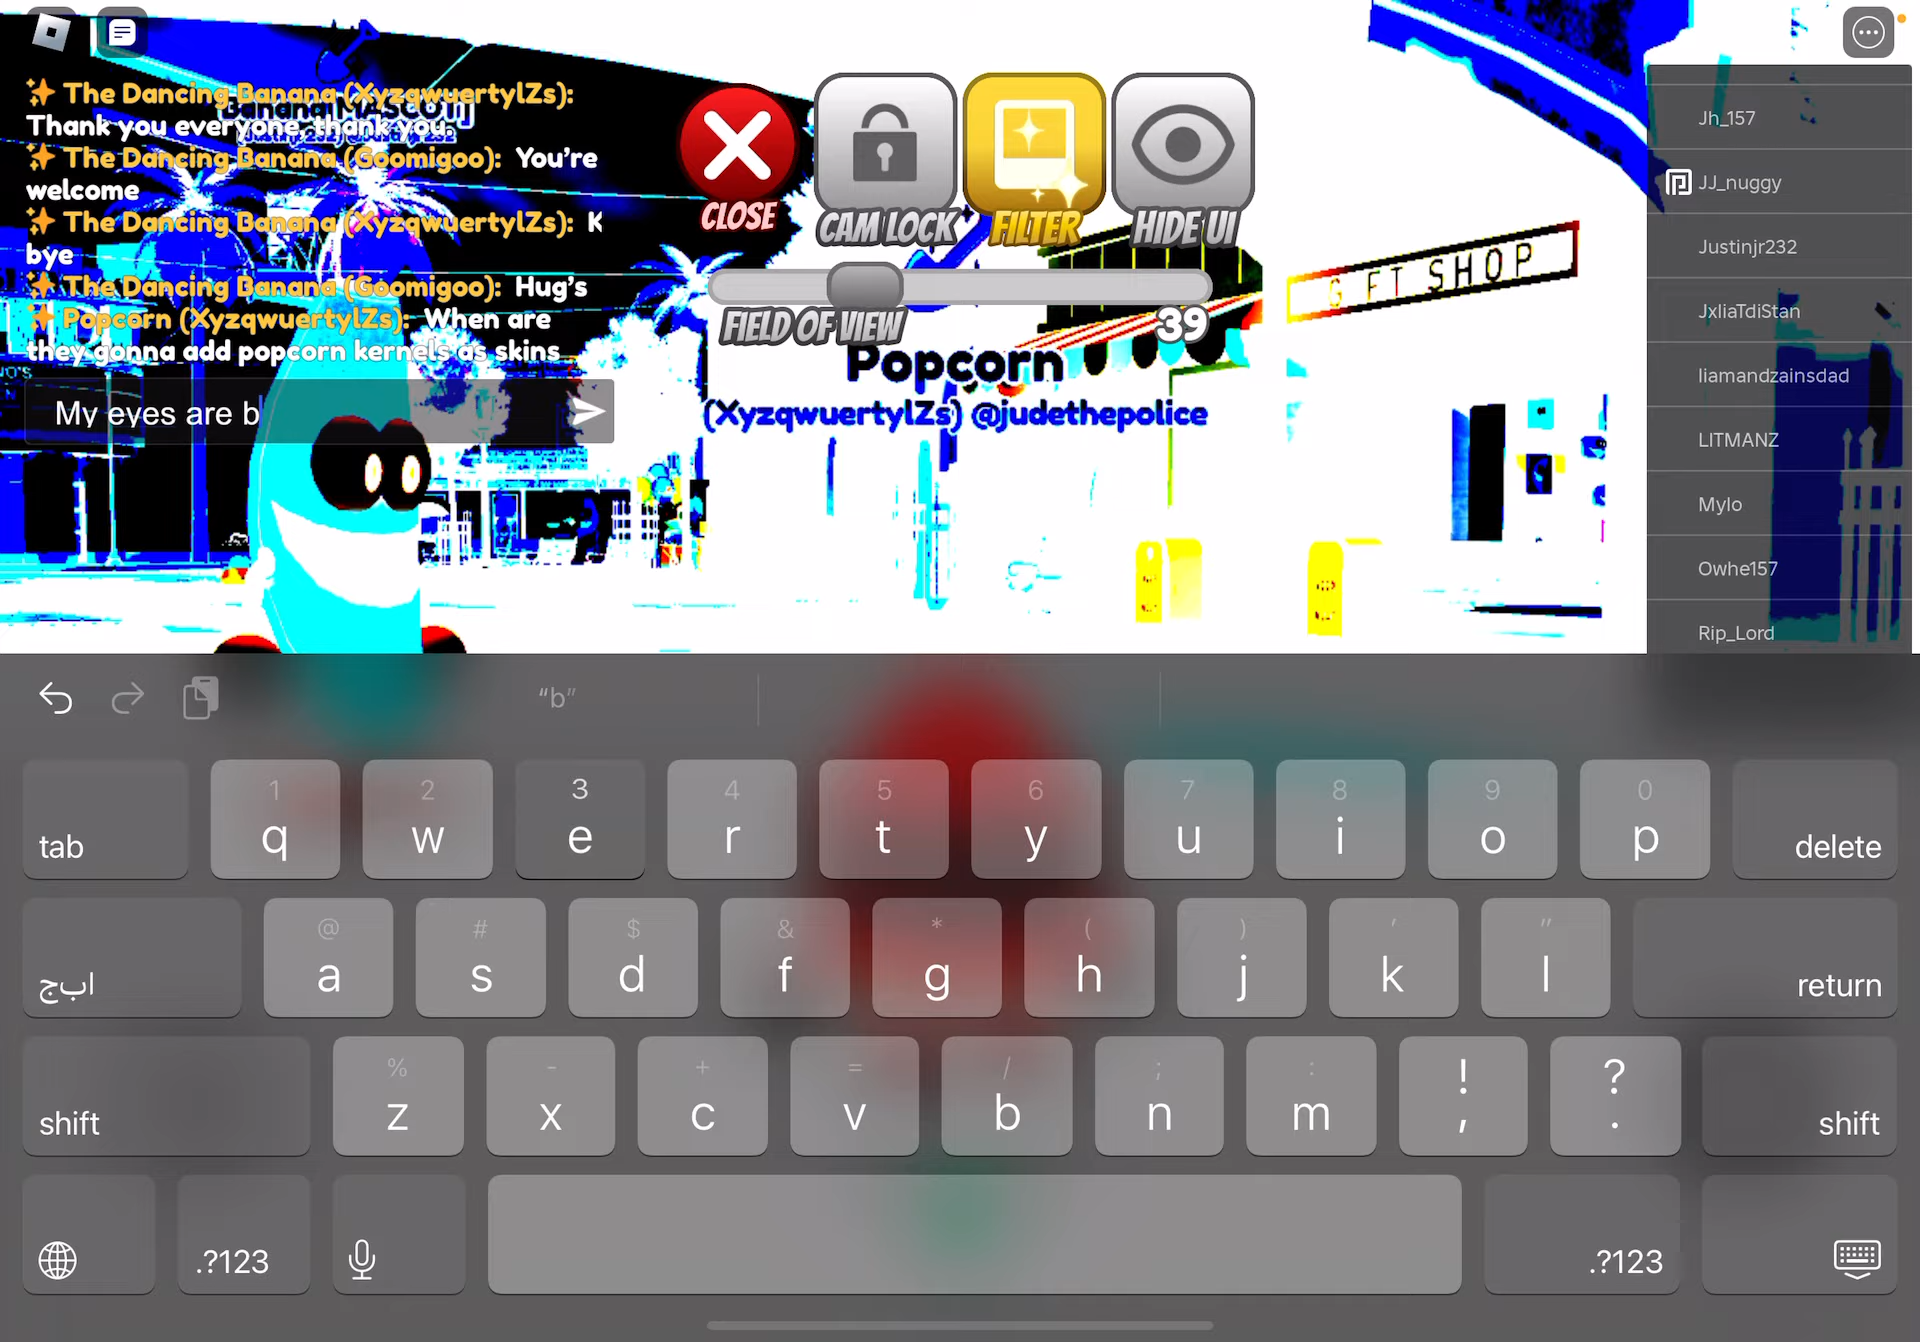 ✨ The Dancing Banana (XyzqwuertylZs):
Thank you everyone, thank you.
✨ The Dancing Banana (Goomigoo): You're
welcome
✨ The Dancing Banana (XyzqwuertylZs): K
bye
✨ The Dancing Banana (Goomigoo): Hug's
✨ Popcorn (XyzqwuertylZs): When are
they gonna add popcorn kernels as skins
My eyes are b
CLOSE
CAM LOCK
FILTER
HIDE UI
FIELD OF VIEW
39
Popcorn
(XyzqwuertylZs) @judethepolice
SHOP
Jh_157
JJ_nuggy
Justinjr232
JxliaTdiStan
liamandzainsdad
LITMANZ
Mylo
Owhe157
Rip_Lord
“b”
1 2 3 4 5 6 7 8 9 0
tab q w e r t y u i o p delete
@ # $ & * ( ) ' "
ابج a s d f g h j k l return
% - + = / ; : ! ?
shift z x c v b n m , . shift
.?123 .?123